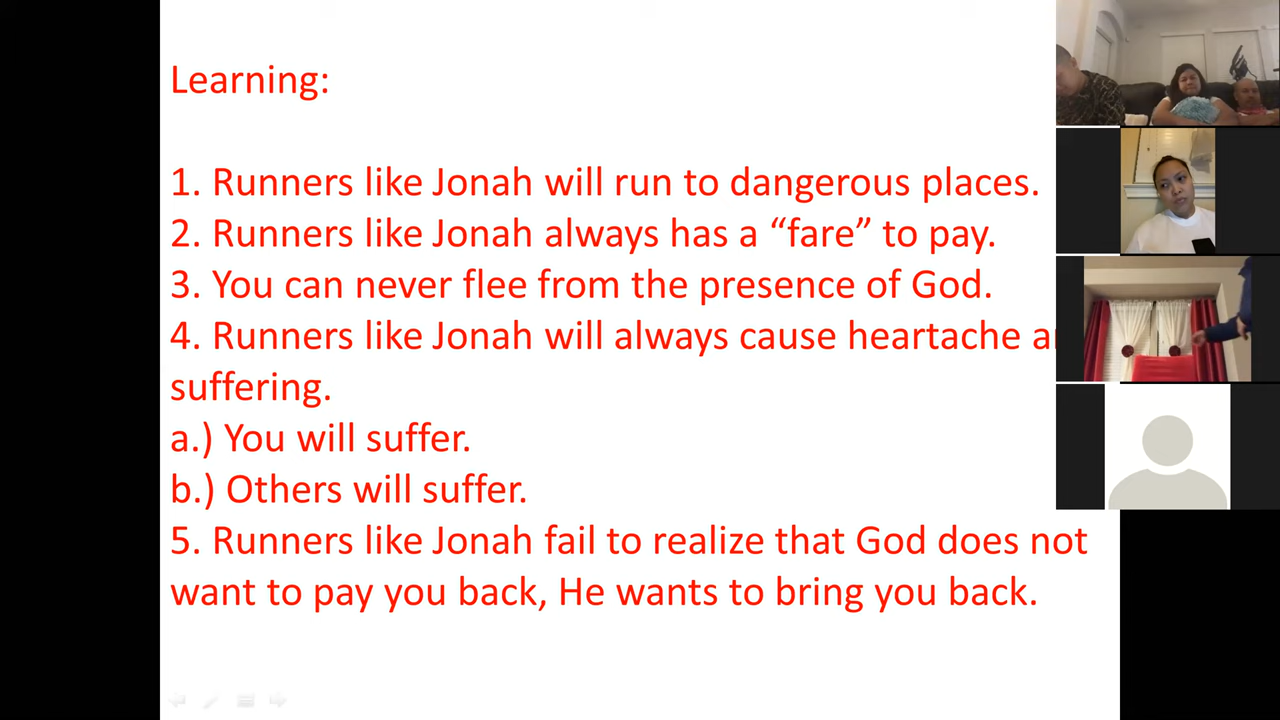 Learning:
1. Runners like Jonah will run to dangerous places.
2. Runners like Jonah always has a “fare” to pay.
3. You can never flee from the presence of God.
4. Runners like Jonah will always cause heartache
suffering.
a.) You will suffer.
b.) Others will suffer.
5. Runners like Jonah fail to realize that God does not
want to pay you back, He wants to bring you back.